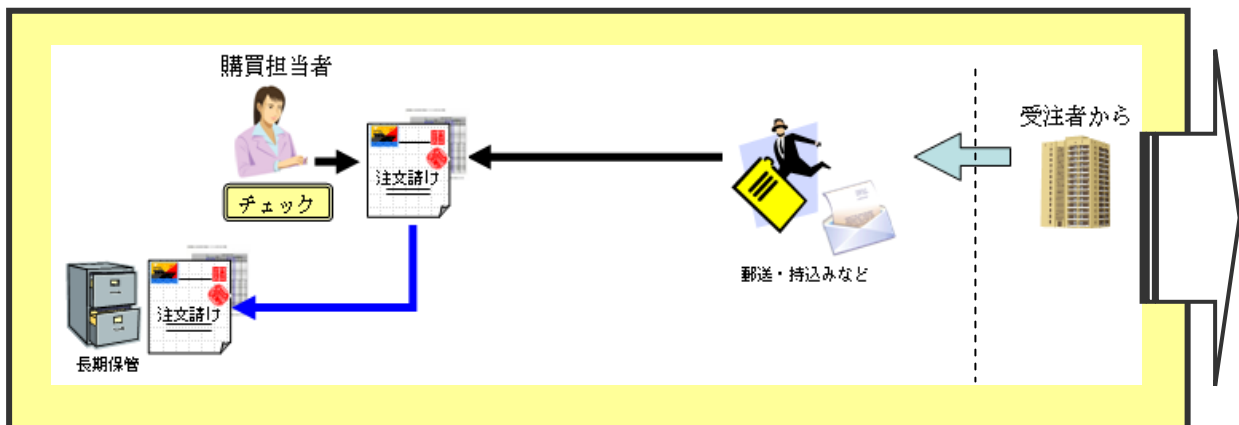 購買担当者
受注者から
注文請け
チェック
郵送・持込みなど
注文請け
長期保管